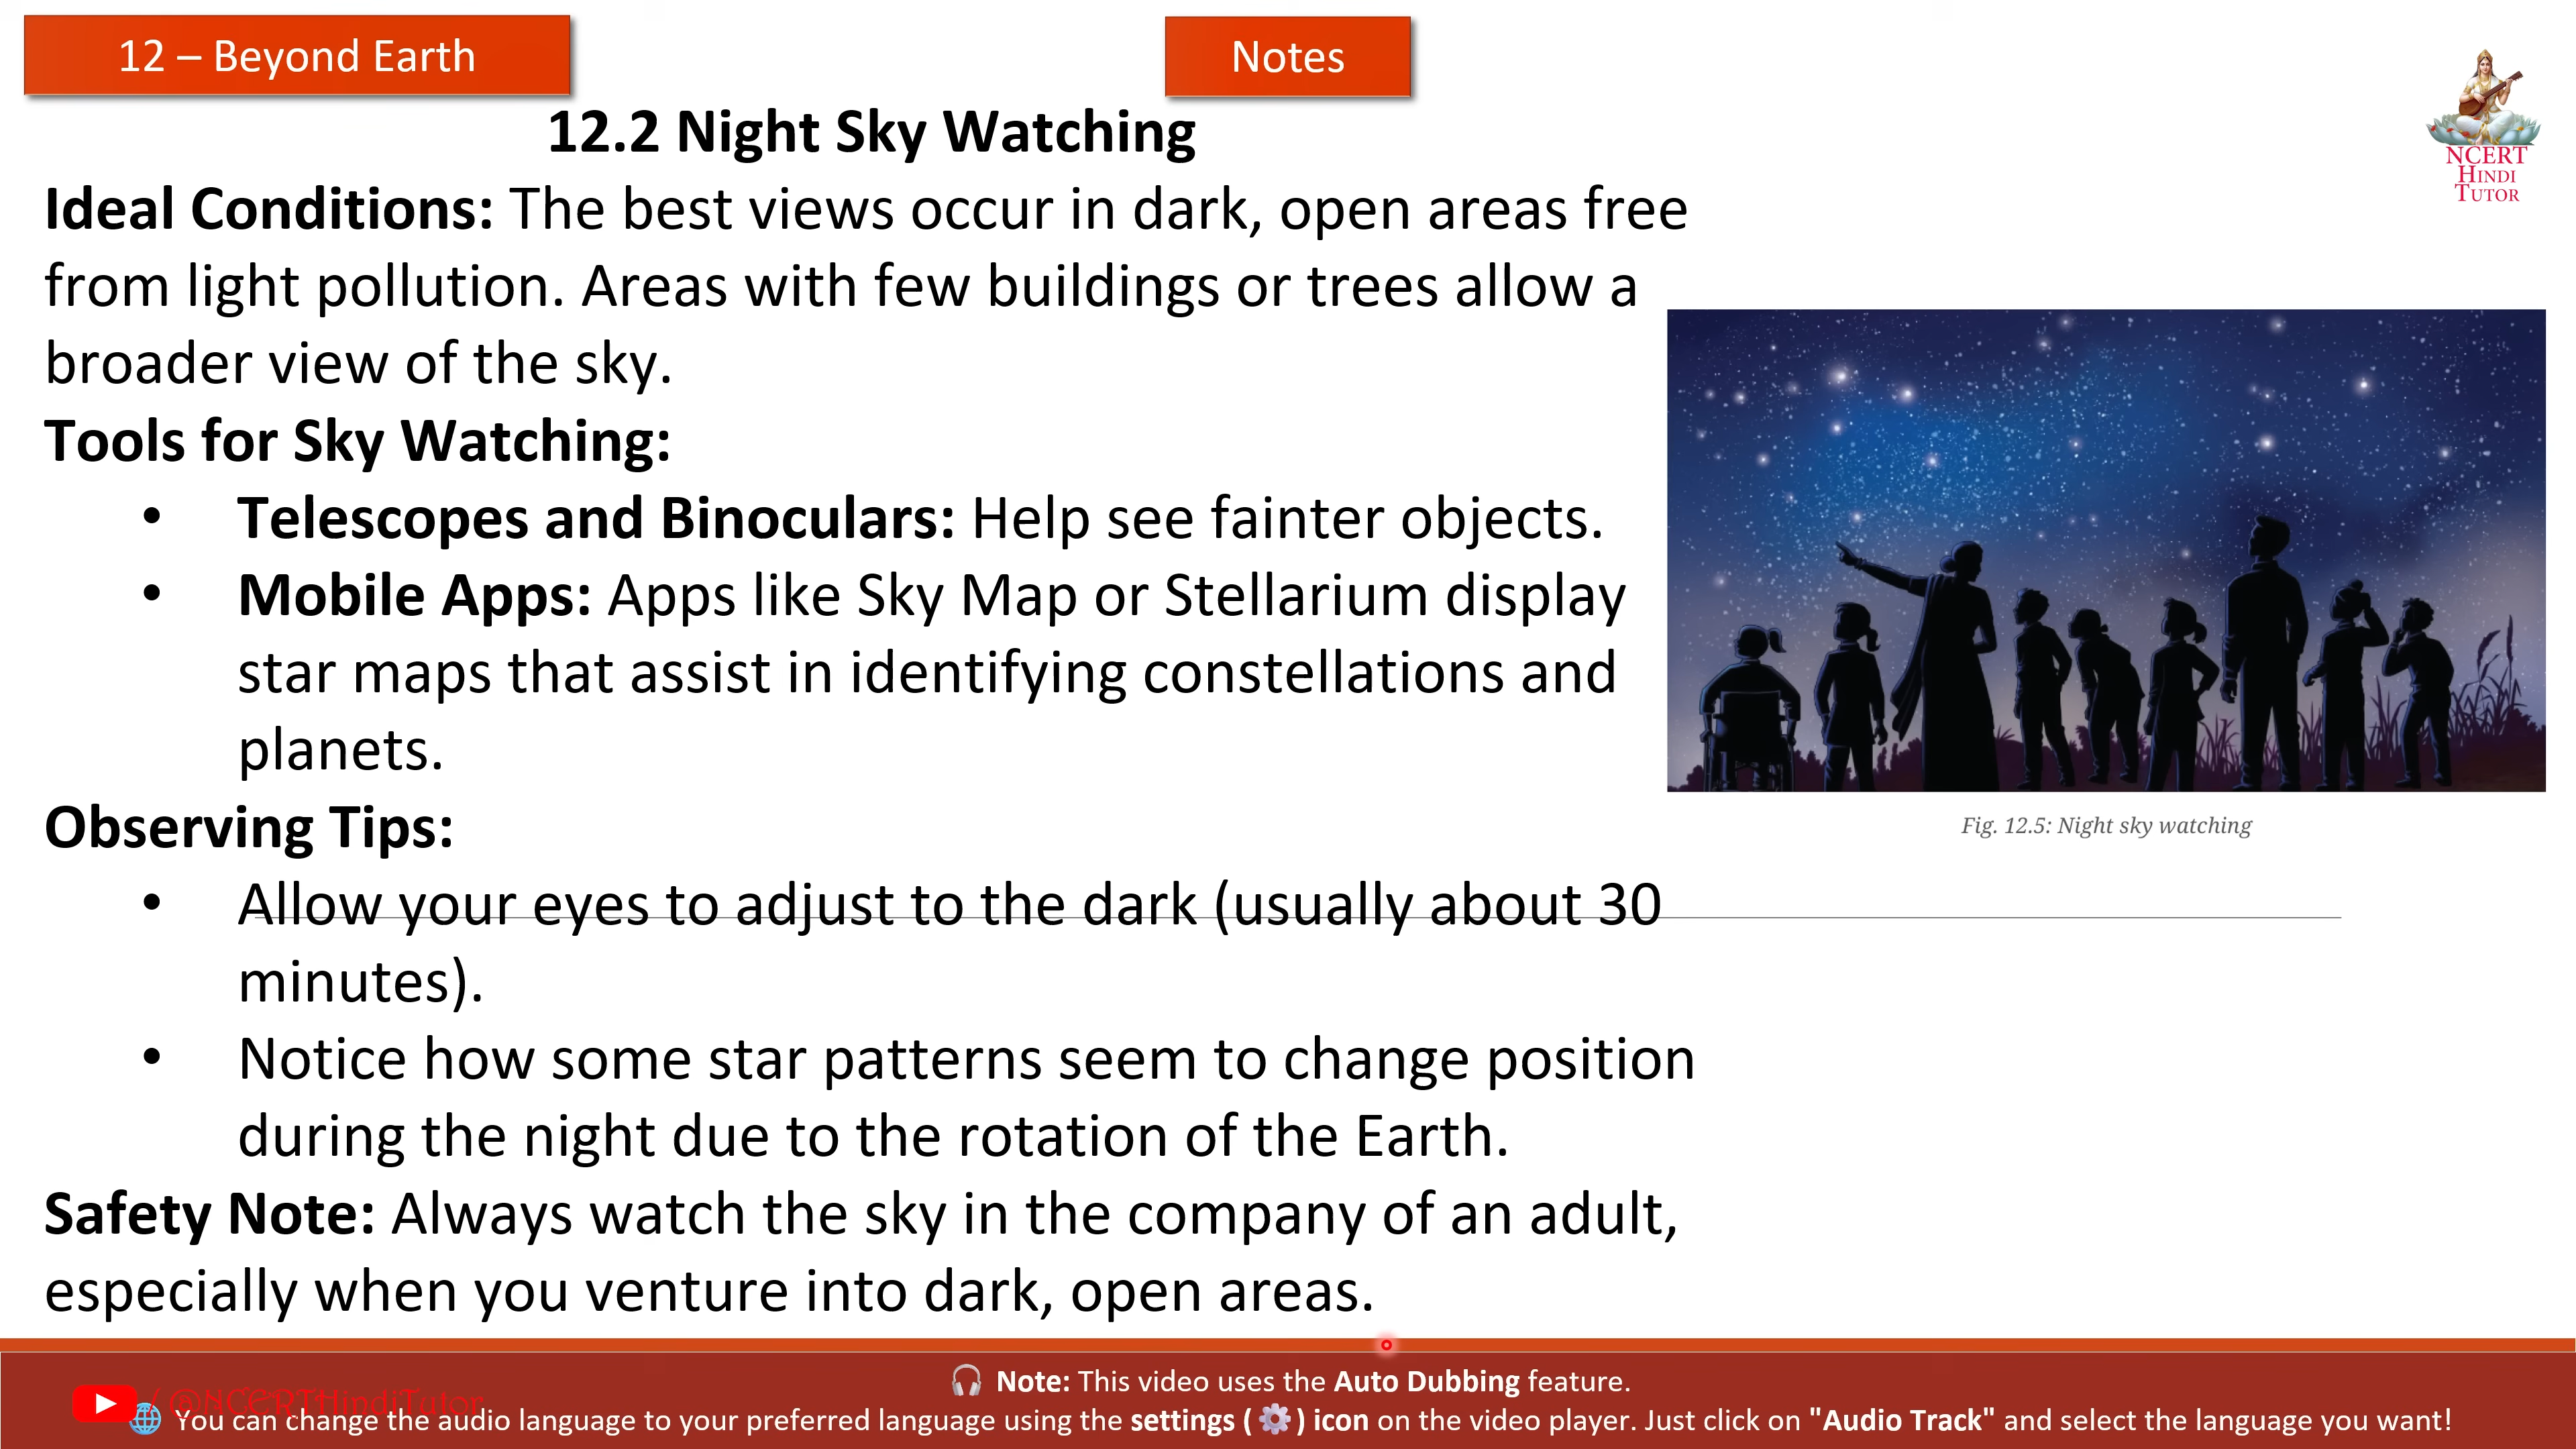 12 – Beyond Earth
Notes
NCERT
HINDI
TUTOR
12.2 Night Sky Watching
Ideal Conditions: The best views occur in dark, open areas free
from light pollution. Areas with few buildings or trees allow a
broader view of the sky.
Tools for Sky Watching:
• Telescopes and Binoculars: Help see fainter objects.
• Mobile Apps: Apps like Sky Map or Stellarium display
star maps that assist in identifying constellations and
planets.
Observing Tips:
• Allow your eyes to adjust to the dark (usually about 30
minutes).
• Notice how some star patterns seem to change position
during the night due to the rotation of the Earth.
Safety Note: Always watch the sky in the company of an adult,
especially when you venture into dark, open areas.
Fig. 12.5: Night sky watching
🎧 Note: This video uses the Auto Dubbing feature.
/ @NCERTHindiTutor
🌐 You can change the audio language to your preferred language using the settings (⚙️) icon on the video player. Just click on "Audio Track" and select the language you want!